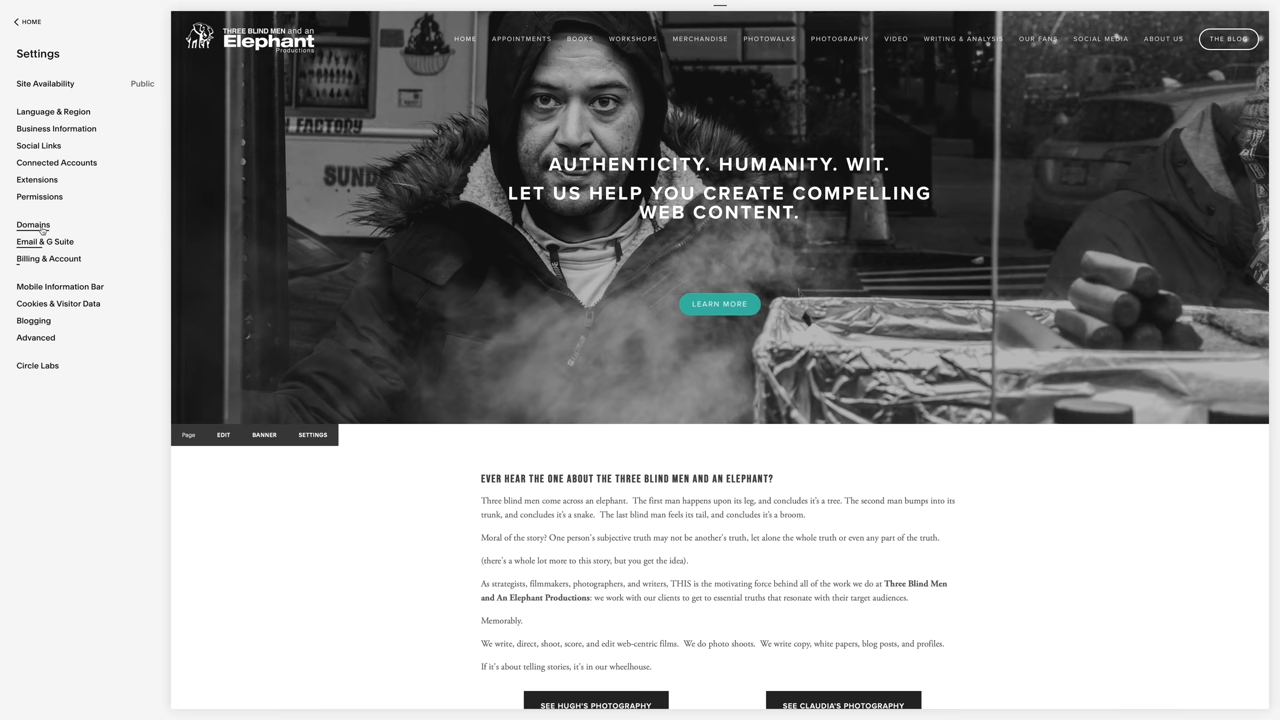 HOME
Settings
Site Availability Public
Language & Region
Business Information
Social Links
Connected Accounts
Extensions
Permissions
Domains
Email & G Suite
Billing & Account
Mobile Information Bar
Cookies & Visitor Data
Blogging
Advanced
Circle Labs
THREE BLIND MEN and an
Elephant
Productions
HOME APPOINTMENTS BOOKS WORKSHOPS MERCHANDISE PHOTOWALKS PHOTOGRAPHY VIDEO WRITING & ANALYSIS OUR FANS SOCIAL MEDIA ABOUT US THE BLOG
FACTORY
SUND
AUTHENTICITY. HUMANITY. WIT.
LET US HELP YOU CREATE COMPELLING
WEB CONTENT.
LEARN MORE
Page EDIT BANNER SETTINGS
EVER HEAR THE ONE ABOUT THE THREE BLIND MEN AND AN ELEPHANT?
Three blind men come across an elephant. The first man happens upon its leg, and concludes it's a tree. The second man bumps into its
trunk, and concludes it's a snake. The last blind man feels its tail, and concludes it's a broom.
Moral of the story? One person's subjective truth may not be another's truth, let alone the whole truth or even any part of the truth.
(there's a whole lot more to this story, but you get the idea).
As strategists, filmmakers, photographers, and writers, THIS is the motivating force behind all of the work we do at Three Blind Men
and An Elephant Productions: we work with our clients to get to essential truths that resonate with their target audiences.
Memorably.
We write, direct, shoot, score, and edit web-centric films. We do photo shoots. We write copy, white papers, blog posts, and profiles.
If it's about telling stories, it's in our wheelhouse.
SEE HUGH'S PHOTOGRAPHY SEE CLAUDIA'S PHOTOGRAPHY